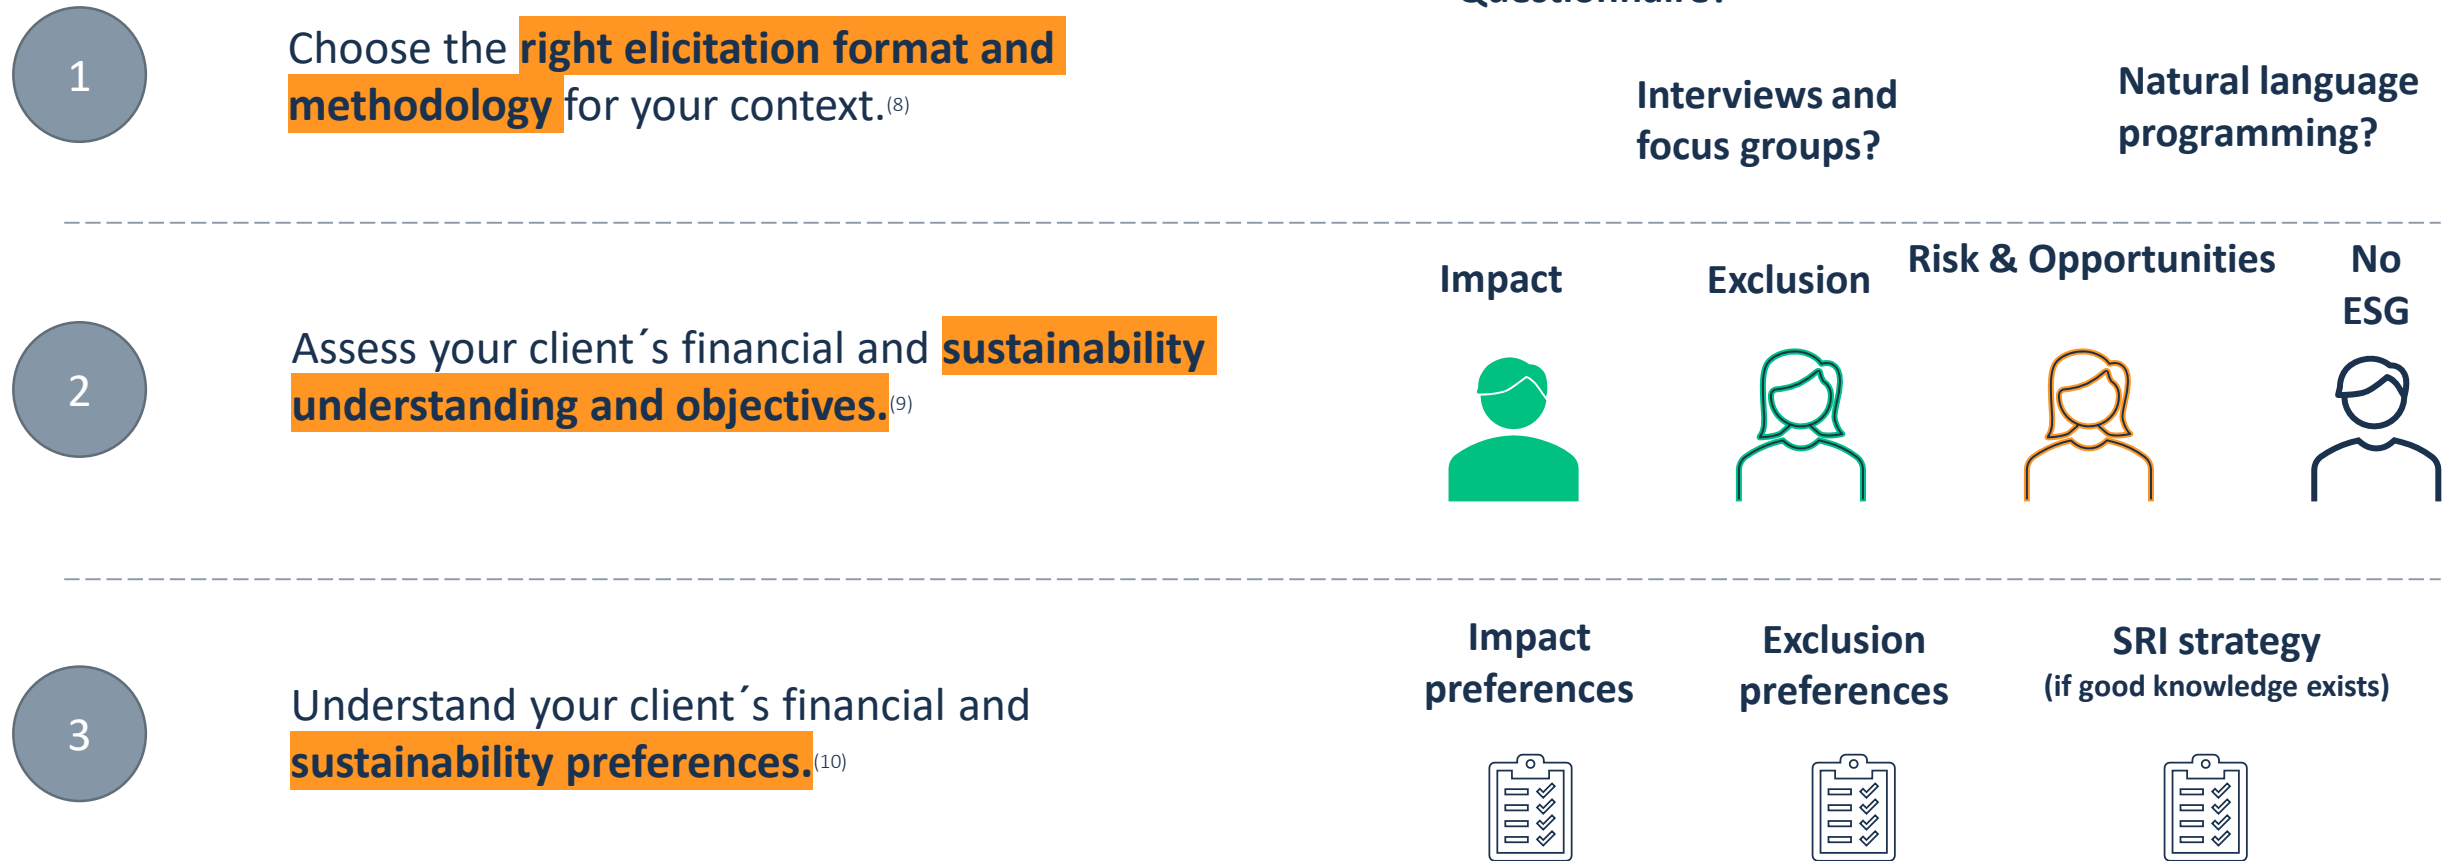 Questionnaire?
1
Choose the right elicitation format and
methodology for your context.(8)
Interviews and
focus groups?
Natural language
programming?
2
Assess your client´s financial and sustainability
understanding and objectives.(9)
Impact
Exclusion
Risk & Opportunities
No
ESG
3
Understand your client´s financial and
sustainability preferences.(10)
Impact
preferences
Exclusion
preferences
SRI strategy
(if good knowledge exists)